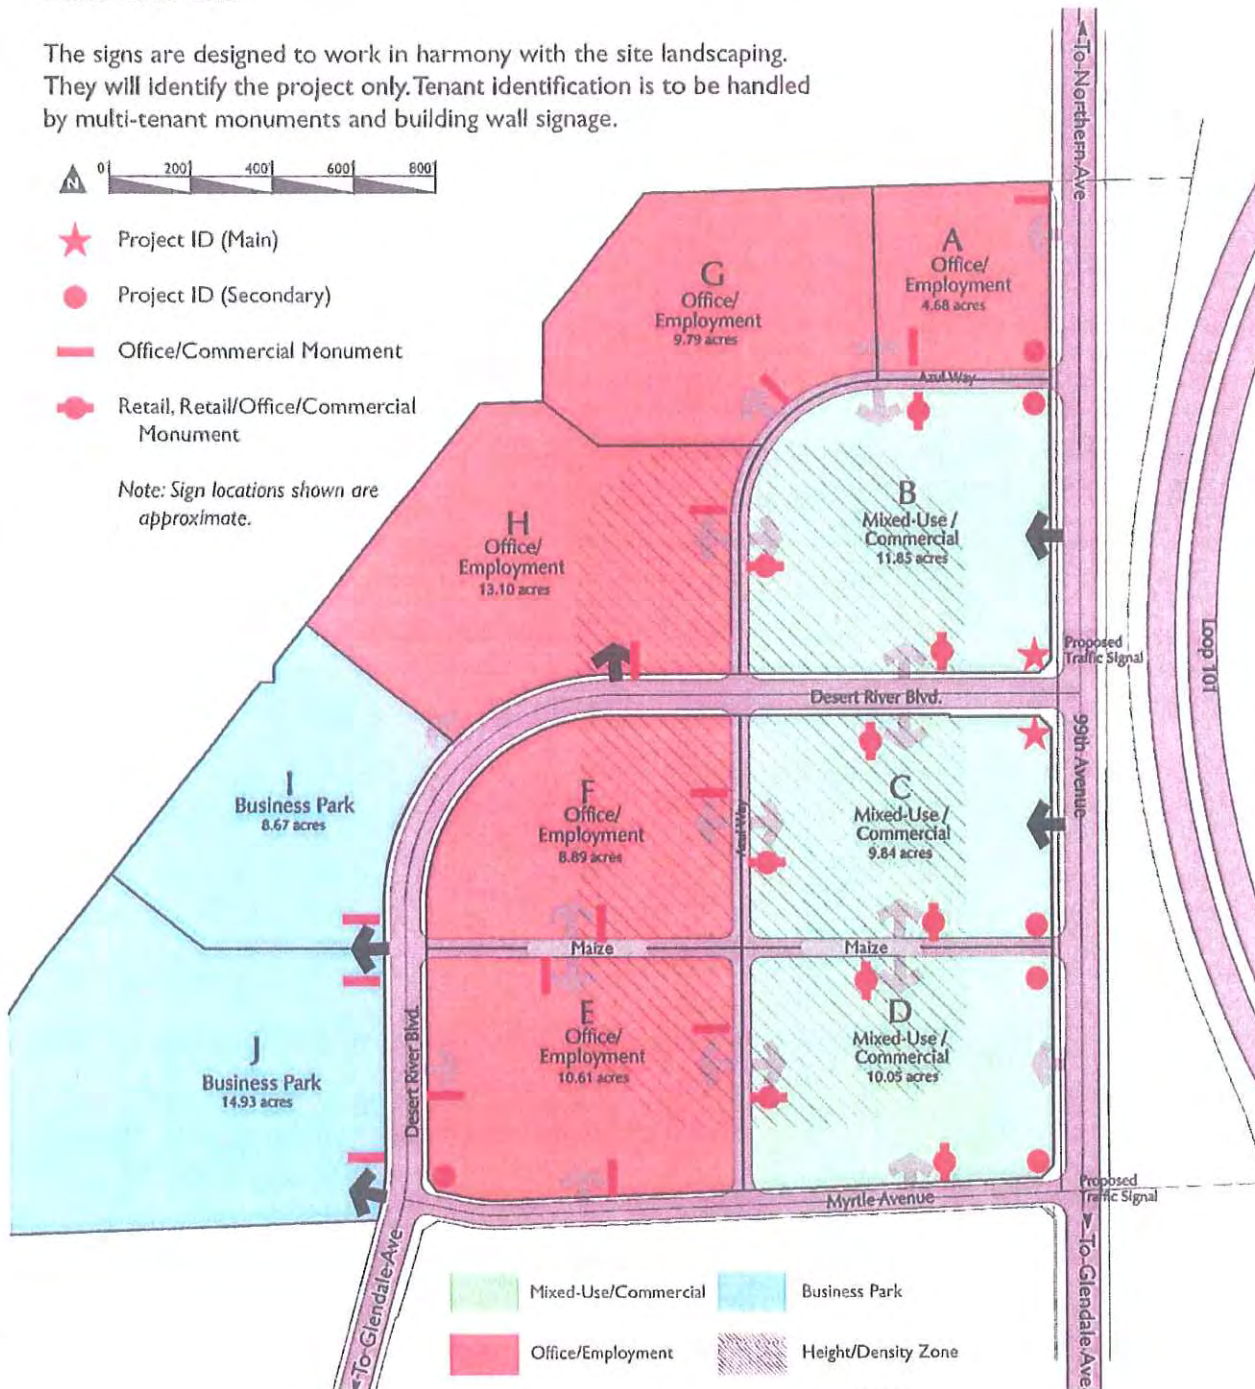 The signs are designed to work in harmony with the site landscaping.
They will identify the project only. Tenant identification is to be handled
by multi-tenant monuments and building wall signage.
N
0 200' 400' 600' 800'
Project ID (Main)
Project ID (Secondary)
Office/Commercial Monument
Retail, Retail/Office/Commercial
Monument
Note: Sign locations shown are
approximate.
To Northern Ave
A
Office/
Employment
4.68 acres
G
Office/
Employment
9.79 acres
Azul Way
B
Mixed-Use /
Commercial
11.85 acres
H
Office/
Employment
13.10 acres
Proposed
Traffic Signal
Loop 101
Desert River Blvd.
99th Avenue
I
Business Park
8.67 acres
F
Office/
Employment
8.89 acres
Azul Way
C
Mixed-Use /
Commercial
9.84 acres
Maize
Maize
J
Business Park
14.93 acres
Desert River Blvd.
E
Office/
Employment
10.61 acres
D
Mixed-Use /
Commercial
10.05 acres
Myrtle Avenue
Proposed
Traffic Signal
To Glendale Ave
To Glendale Ave
Mixed-Use/Commercial
Business Park
Office/Employment
Height/Density Zone